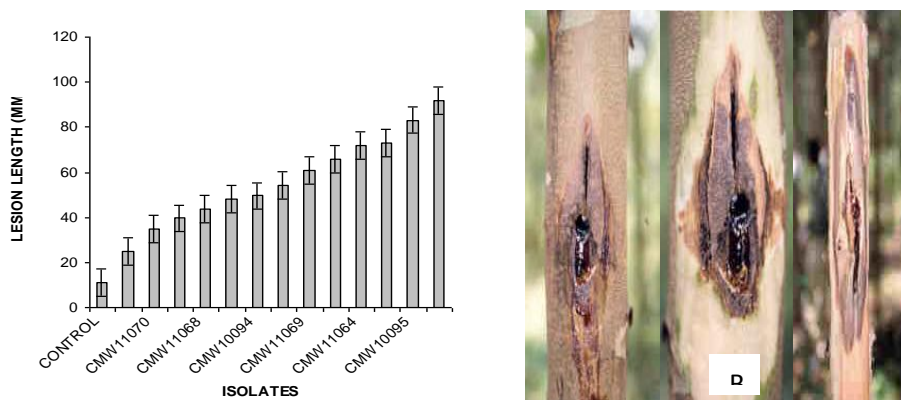 120
100
80
60
40
20
0
LESION LENGTH (MM
CONTROL
CMW11070
CMW11068
CMW10094
CMW11069
CMW11064
CMW10095
ISOLATES